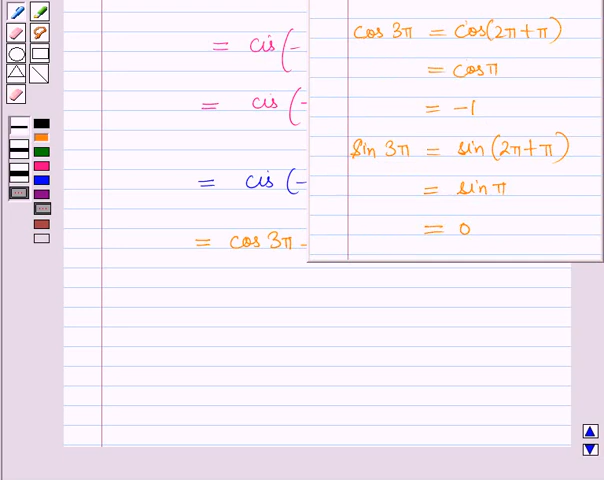 = cis(-
= cis(-
= cis(-
= cos 3π -
cos 3π = cos(2π+π)
= cos π
= -1
sin 3π = sin(2π+π)
= sin π
= 0